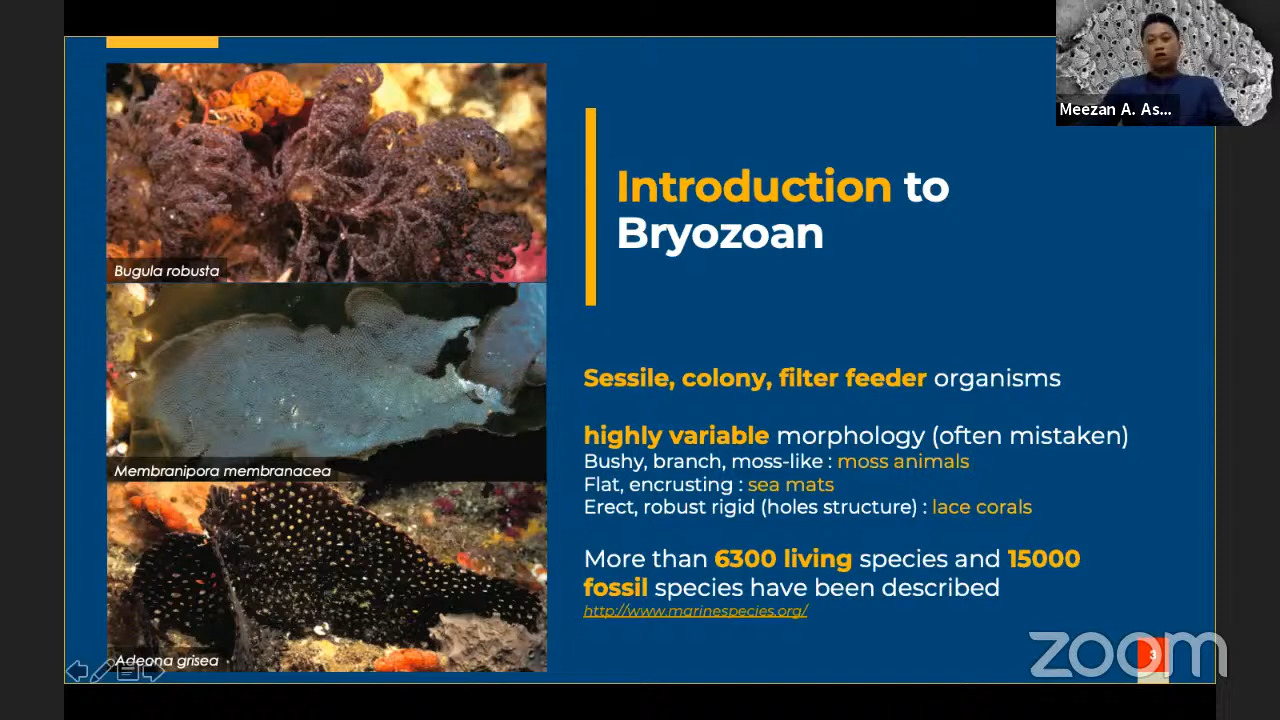 Meezan A. As...
Introduction to
Bryozoan
Bugula robusta
Membranipora membranacea
Adeona grisea
Sessile, colony, filter feeder organisms
highly variable morphology (often mistaken)
Bushy, branch, moss-like : moss animals
Flat, encrusting : sea mats
Erect, robust rigid (holes structure) : lace corals
More than 6300 living species and 15000
fossil species have been described
http://www.marinespecies.org/
zoom
3